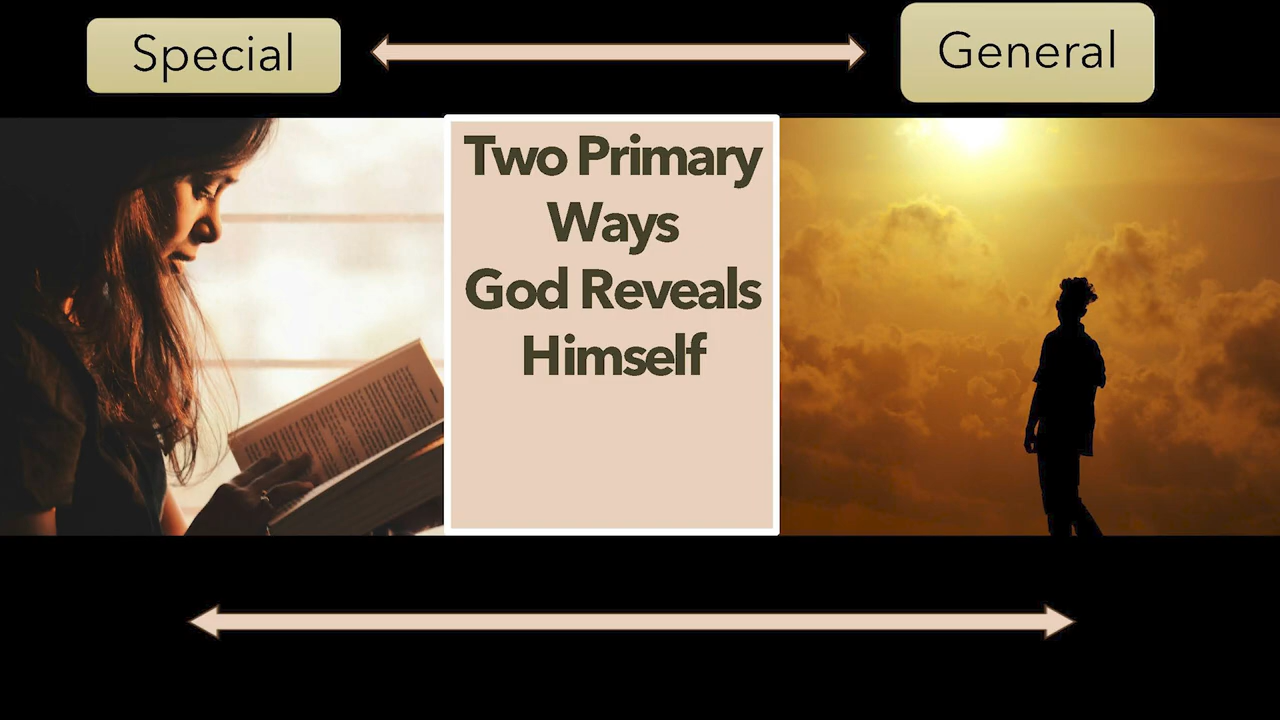 Special
General
Two Primary
Ways
God Reveals
Himself